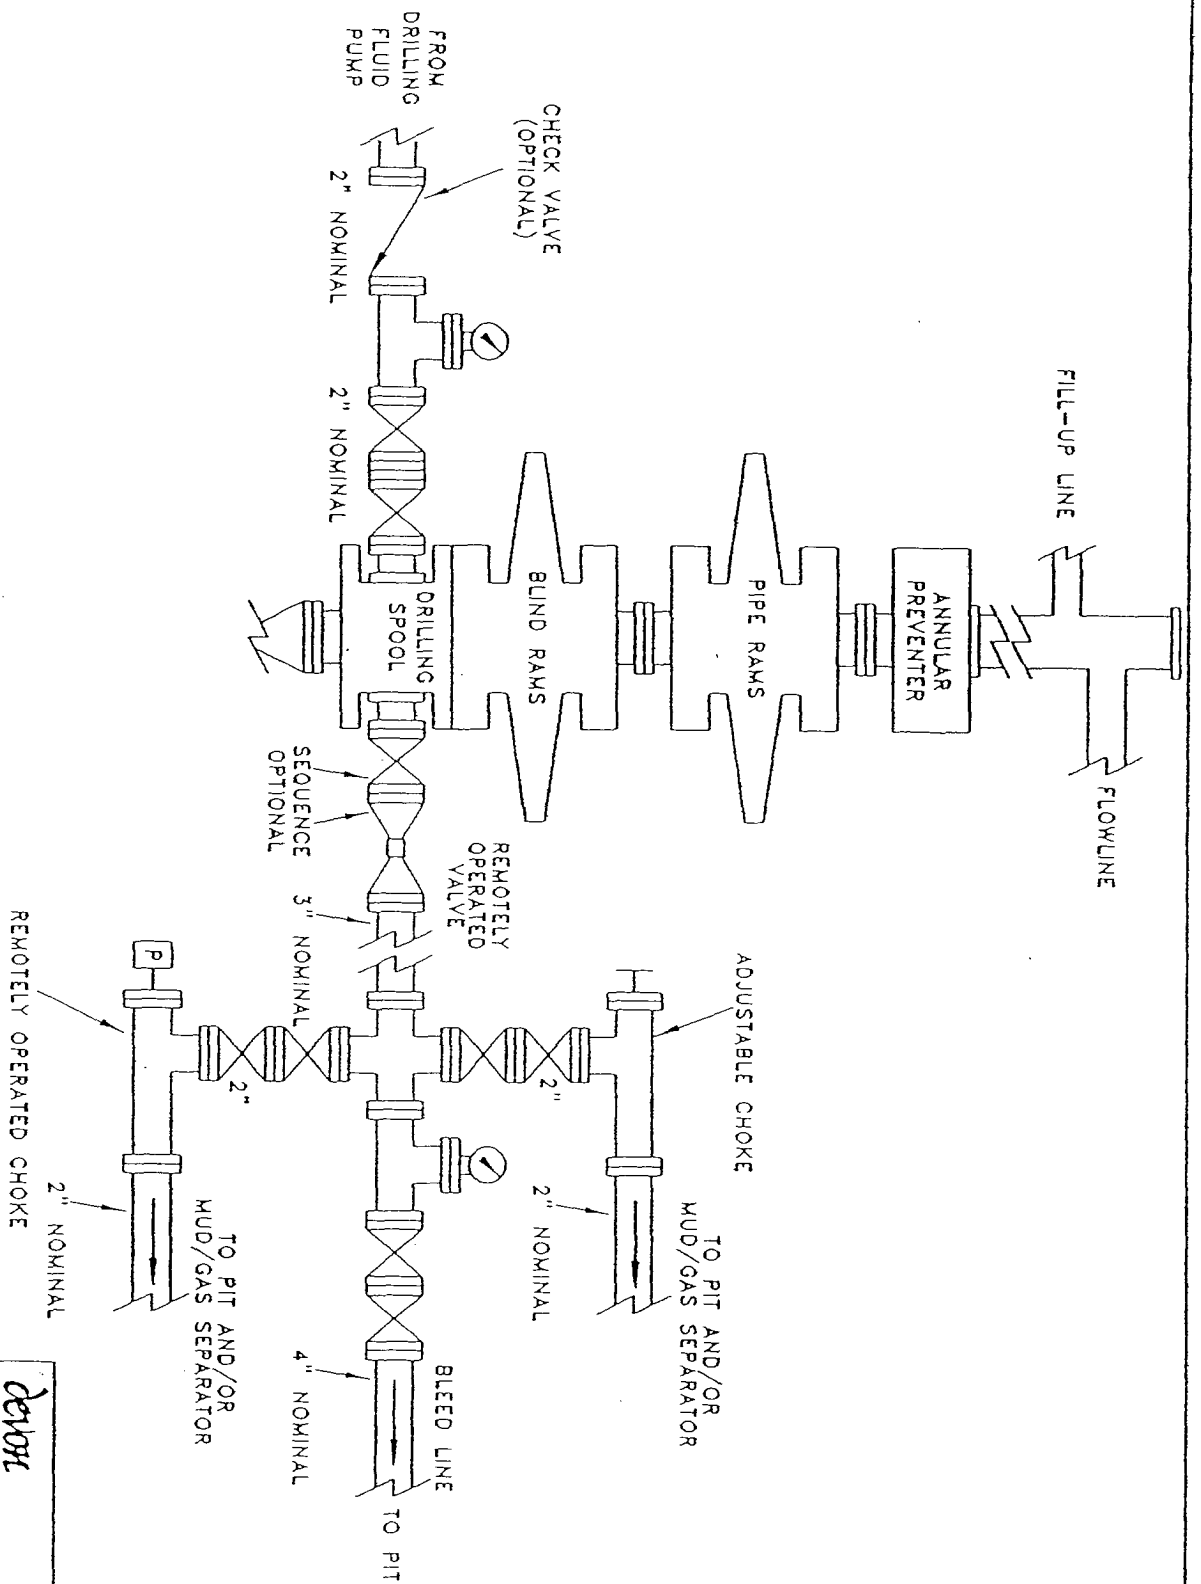 FILL-UP LINE
FLOWLINE
ANNULAR
PREVENTER
PIPE RAMS
BLIND RAMS
DRILLING
SPOOL
FROM
DRILLING
FLUID
PUMP
CHECK VALVE
(OPTIONAL)
2" NOMINAL
2" NOMINAL
SEQUENCE
OPTIONAL
REMOTELY
OPERATED
VALVE
3" NOMINAL
ADJUSTABLE CHOKE
2"
2" NOMINAL
TO PIT AND/OR
MUD/GAS SEPARATOR
BLEED LINE
4" NOMINAL
TO PIT
2"
P
REMOTELY OPERATED CHOKE
2" NOMINAL
TO PIT AND/OR
MUD/GAS SEPARATOR
devon